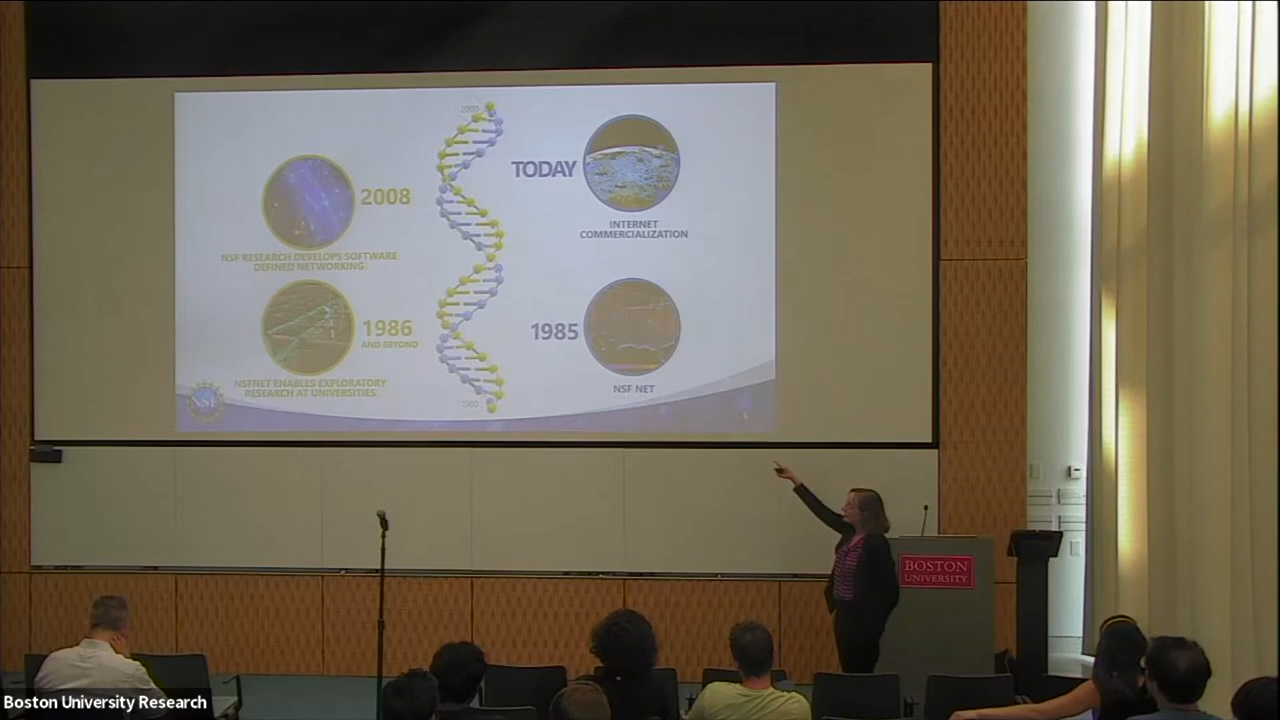 2000
TODAY
2008
INTERNET
COMMERCIALIZATION
NSF RESEARCH DEVELOPS SOFTWARE
DEFINED NETWORKING.
1986
AND BEYOND
1985
NSFNET ENABLES EXPLORATORY
RESEARCH AT UNIVERSITIES
NSF NET
NSF
1980
BOSTON
UNIVERSITY
Boston University Research